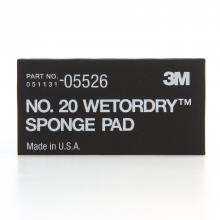 PART NO.
051131-05526
3M
NO. 20 WETORDRY™
SPONGE PAD
Made in U.S.A.